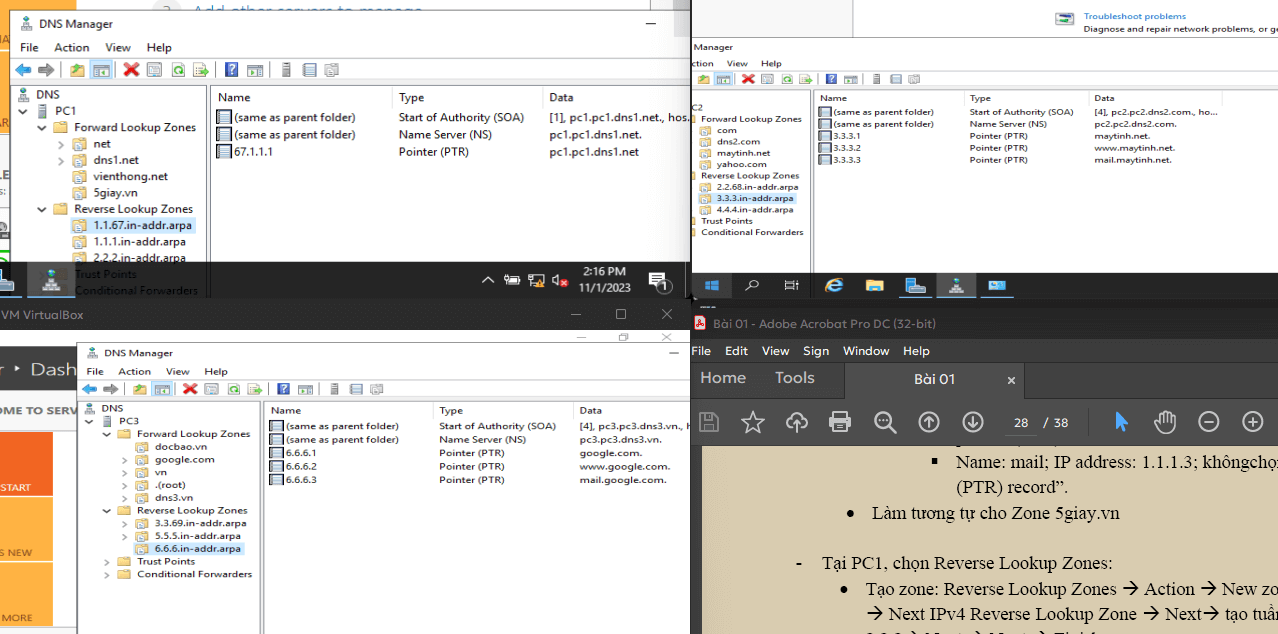 Add other servers to manage
DNS Manager
File Action View Help
DNS
PC1
Forward Lookup Zones
net
dns1.net
vienthong.net
5giay.vn
Reverse Lookup Zones
1.1.67.in-addr.arpa
1.1.1.in-addr.arpa
2.2.2.in-addr.arpa
Trust Points
Conditional Forwarders
Name Type Data
(same as parent folder) Start of Authority (SOA) [1], pc1.pc1.dns1.net., hos.
(same as parent folder) Name Server (NS) pc1.pc1.dns1.net.
67.1.1.1 Pointer (PTR) pc1.pc1.dns1.net
2:16 PM
11/1/2023
1
Troubleshoot problems
Diagnose and repair network problems, or ge
Manager
ction View Help
C2
Forward Lookup Zones
com
dns2.com
maytinh.net
yahoo.com
Reverse Lookup Zones
2.2.68.in-addr.arpa
3.3.3.in-addr.arpa
4.4.4.in-addr.arpa
Trust Points
Conditional Forwarders
Name Type Data
(same as parent folder) Start of Authority (SOA) [4], pc2.pc2.dns2.com., ho...
(same as parent folder) Name Server (NS) pc2.pc2.dns2.com.
3.3.3.1 Pointer (PTR) maytinh.net.
3.3.3.2 Pointer (PTR) www.maytinh.net.
3.3.3.3 Pointer (PTR) mail.maytinh.net.
VM VirtualBox
r • Dash
OME TO SERV
START
S NEW
MORE
DNS Manager
File Action View Help
DNS
PC3
Forward Lookup Zones
docbao.vn
google.com
vn
.(root)
dns3.vn
Reverse Lookup Zones
3.3.69.in-addr.arpa
5.5.5.in-addr.arpa
6.6.6.in-addr.arpa
Trust Points
Conditional Forwarders
Name Type Data
(same as parent folder) Start of Authority (SOA) [4], pc3.pc3.dns3.vn., h
(same as parent folder) Name Server (NS) pc3.pc3.dns3.vn.
6.6.6.1 Pointer (PTR) google.com.
6.6.6.2 Pointer (PTR) www.google.com.
6.6.6.3 Pointer (PTR) mail.google.com.
Bài 01 - Adobe Acrobat Pro DC (32-bit)
File Edit View Sign Window Help
Home Tools Bài 01 ×
28 / 38
▪ Name: mail; IP address: 1.1.1.3; khôngchọn
(PTR) record”.
• Làm tương tự cho Zone 5giay.vn
- Tại PC1, chọn Reverse Lookup Zones:
• Tạo zone: Reverse Lookup Zones → Action → New zo
→ Next IPv4 Reverse Lookup Zone → Next→ tạo tuần